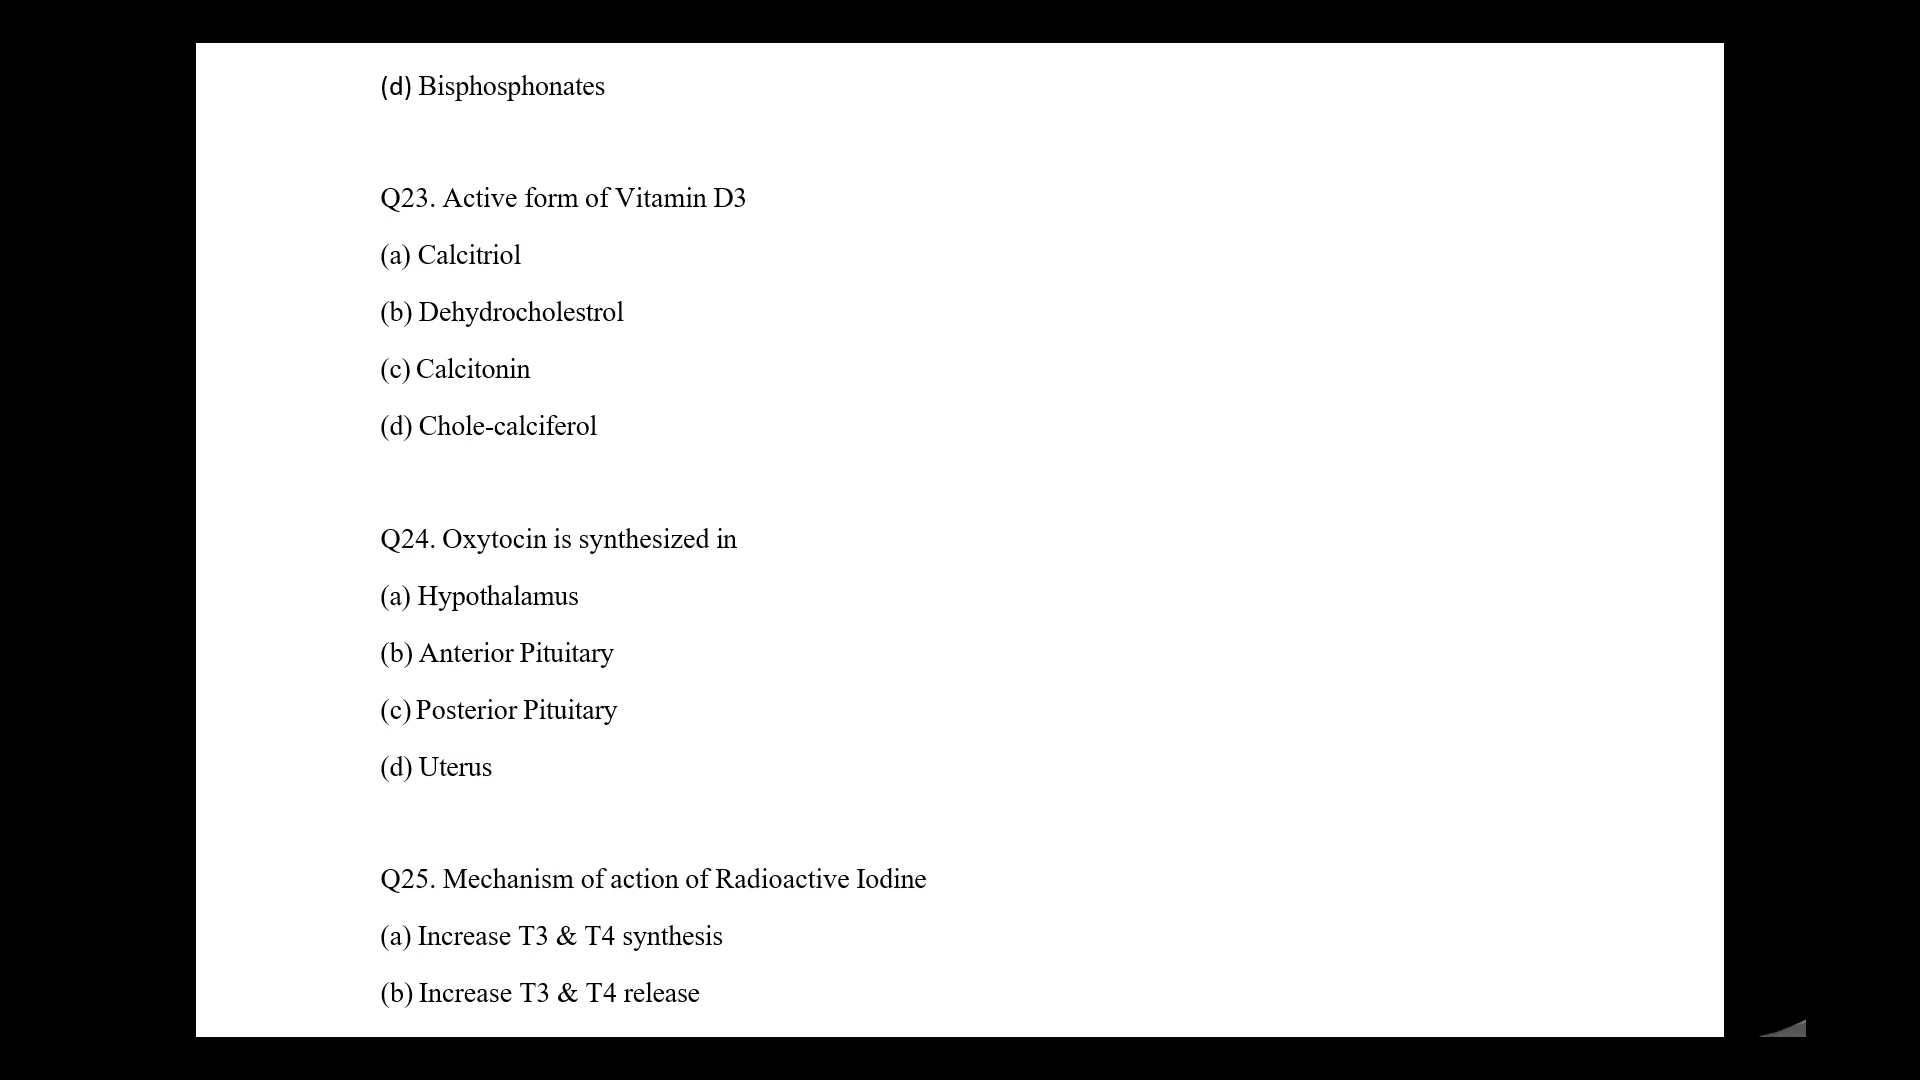 (d) Bisphosphonates
Q23. Active form of Vitamin D3
(a) Calcitriol
(b) Dehydrocholestrol
(c) Calcitonin
(d) Chole-calciferol
Q24. Oxytocin is synthesized in
(a) Hypothalamus
(b) Anterior Pituitary
(c) Posterior Pituitary
(d) Uterus
Q25. Mechanism of action of Radioactive Iodine
(a) Increase T3 & T4 synthesis
(b) Increase T3 & T4 release